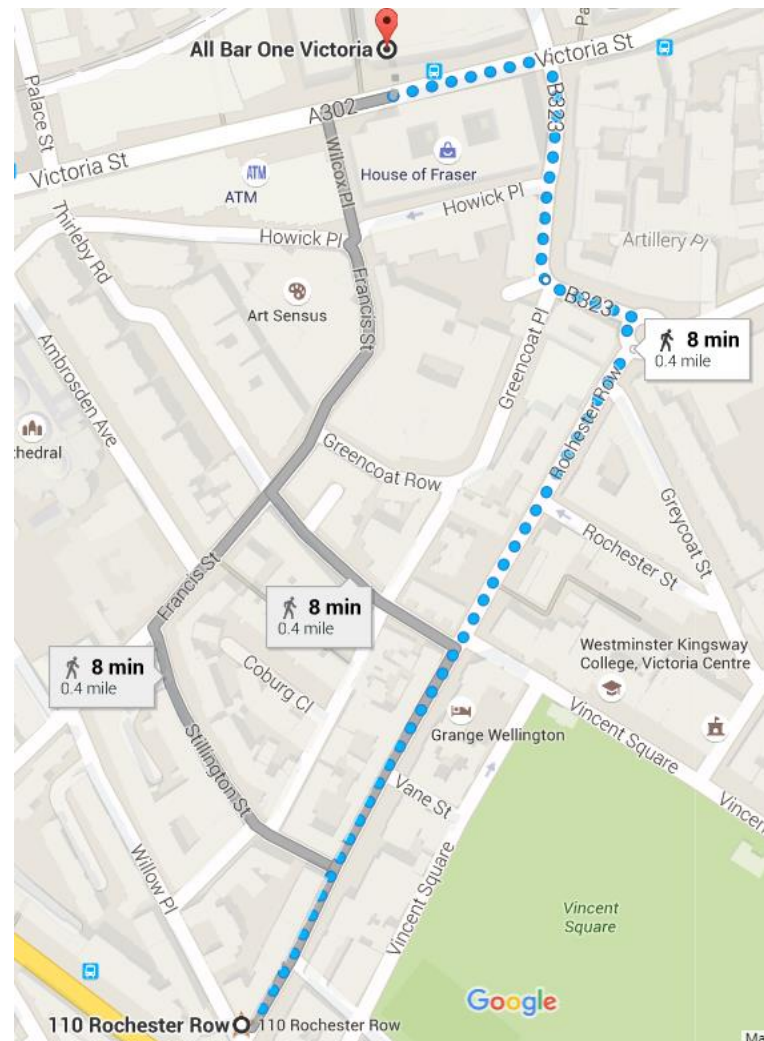 All Bar One Victoria
Victoria St
Palace St
A302
B323
Victoria St
Wilcox Pl
House of Fraser
ATM
ATM
Howick Pl
Howick Pl
Thirleby Rd
Artillery Pl
Francis St
Art Sensus
B323
8 min
0.4 mile
Greencoat Pl
Rochester Row
Ambrosden Ave
thedral
Greencoat Row
Greycoat St
Rochester St
Francis St
8 min
0.4 mile
8 min
0.4 mile
Westminster Kingsway
College, Victoria Centre
Coburg Cl
Grange Wellington
Vincent Square
Vincen
Stillington St
Vane St
Willow Pl
Vincent Square
Vincent
Square
Google
110 Rochester Row
110 Rochester Row
Ma